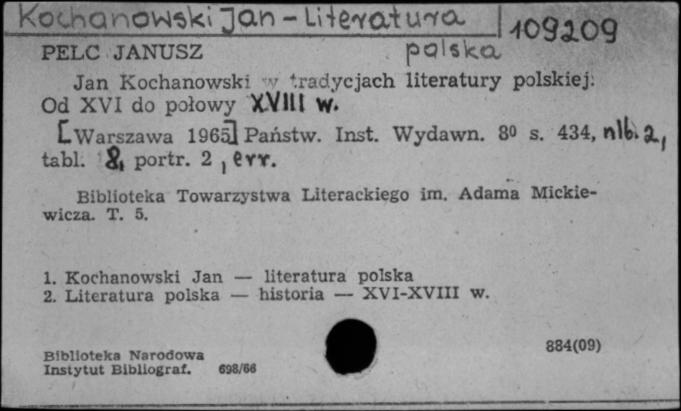 Kochanowski Jan - Literatura polska
109209
PELC JANUSZ
Jan Kochanowski w tradycjach literatury polskiej.
Od XVI do połowy XVIII w.
[Warszawa 1965] Państw. Inst. Wydawn. 8⁰ s. 434, nlb. 2,
tabl. 8, portr. 2, err.
Biblioteka Towarzystwa Literackiego im. Adama Mickie-
wicza. T. 5.
1. Kochanowski Jan — literatura polska
2. Literatura polska — historia — XVI-XVIII w.
884(09)
Biblioteka Narodowa
Instytut Bibliograf. 698/66